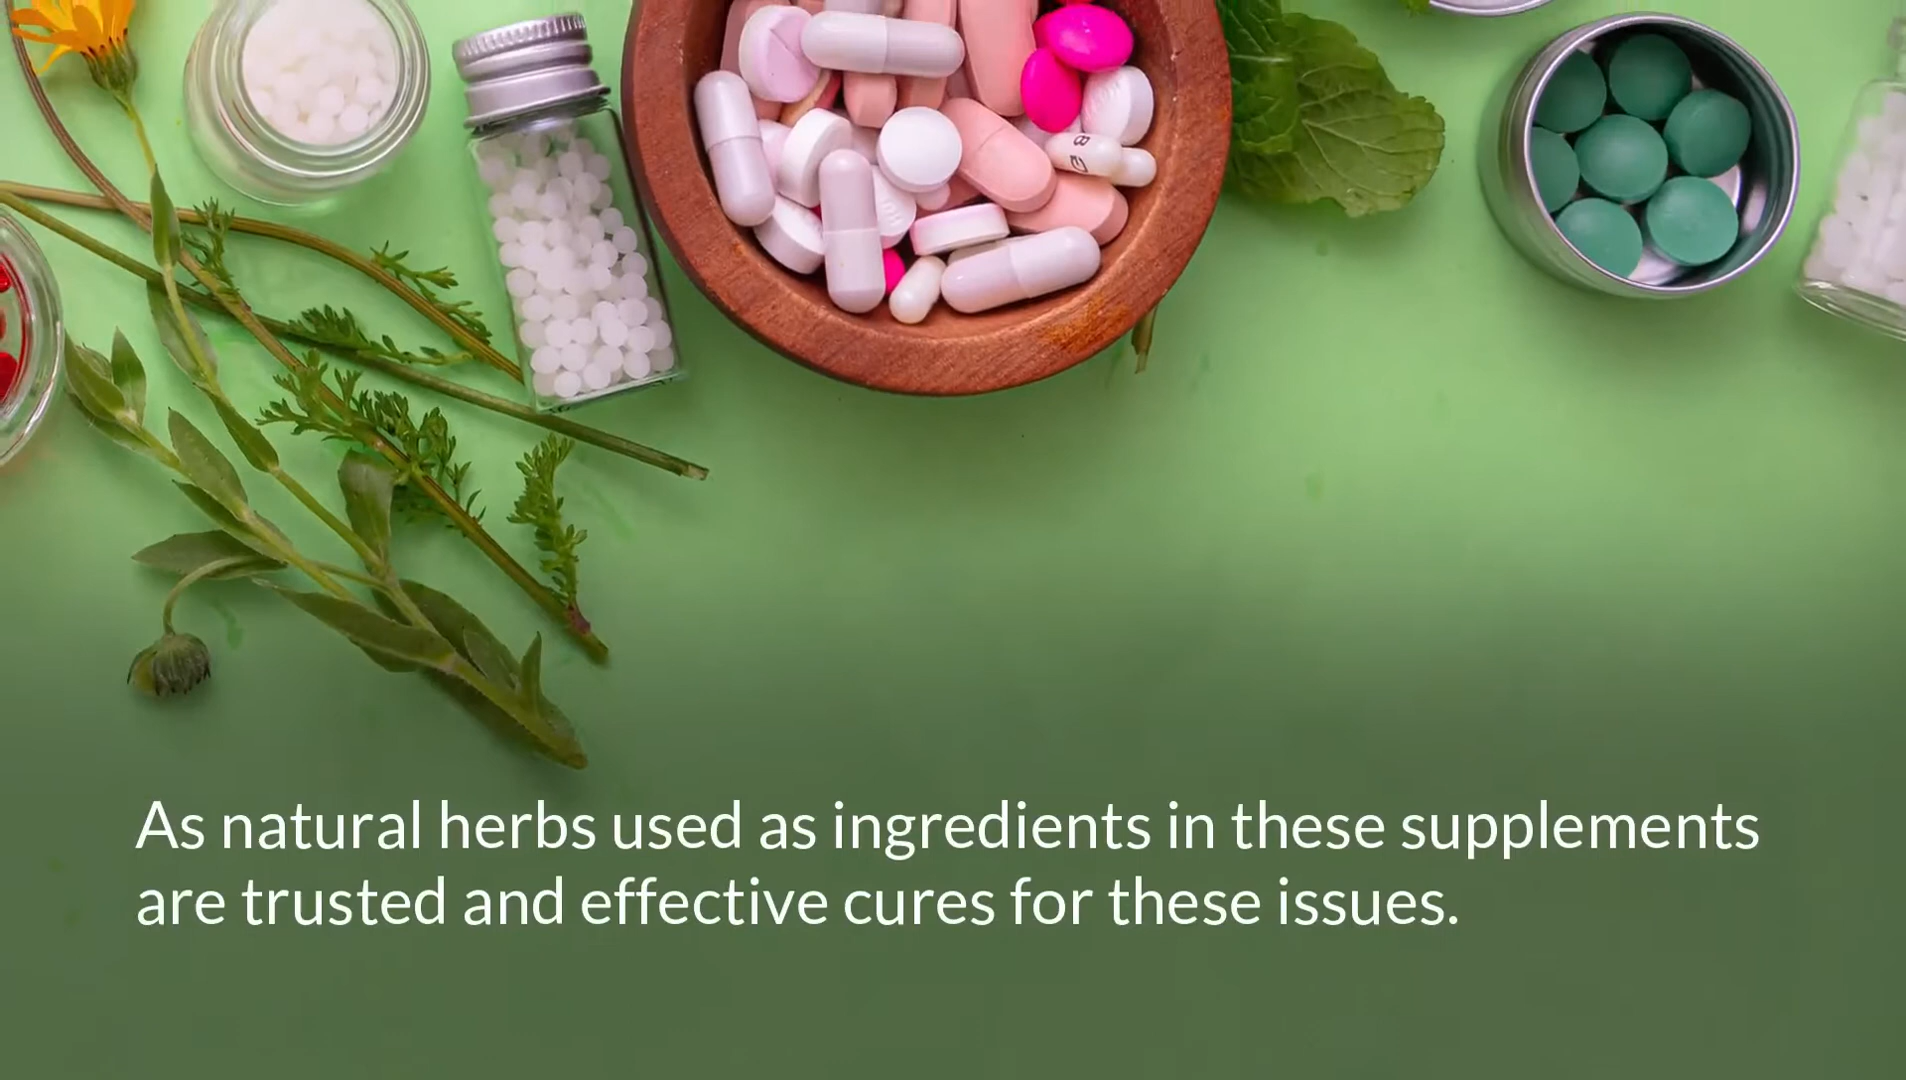 As natural herbs used as ingredients in these supplements
are trusted and effective cures for these issues.